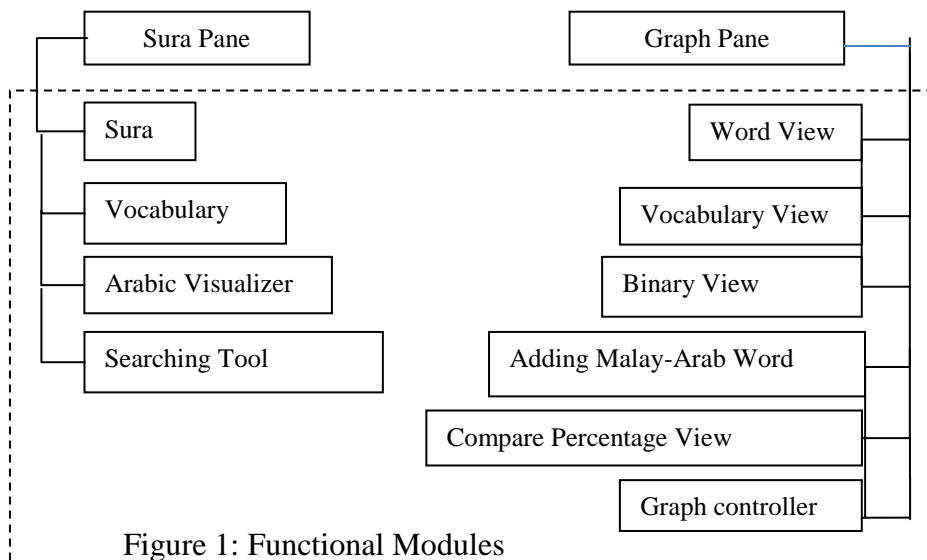 Sura Pane
Graph Pane
Sura
Word View
Vocabulary
Vocabulary View
Arabic Visualizer
Binary View
Searching Tool
Adding Malay-Arab Word
Compare Percentage View
Graph controller
Figure 1: Functional Modules